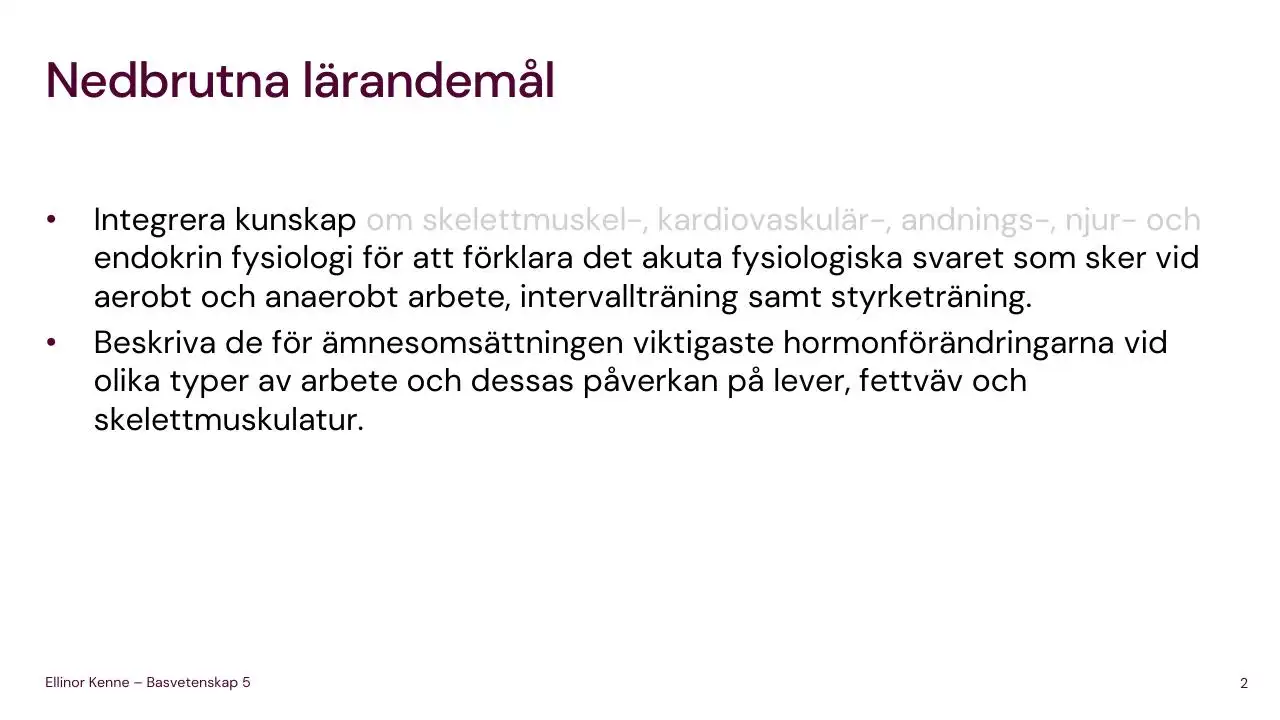 Nedbrutna lärandemål
• Integrera kunskap om skelettmuskel-, kardiovaskulär-, andnings-, njur- och
endokrin fysiologi för att förklara det akuta fysiologiska svaret som sker vid
aerobt och anaerobt arbete, intervallträning samt styrketräning.
• Beskriva de för ämnesomsättningen viktigaste hormonförändringarna vid
olika typer av arbete och dessas påverkan på lever, fettväv och
skelettmuskulatur.
Ellinor Kenne – Basvetenskap 5
2